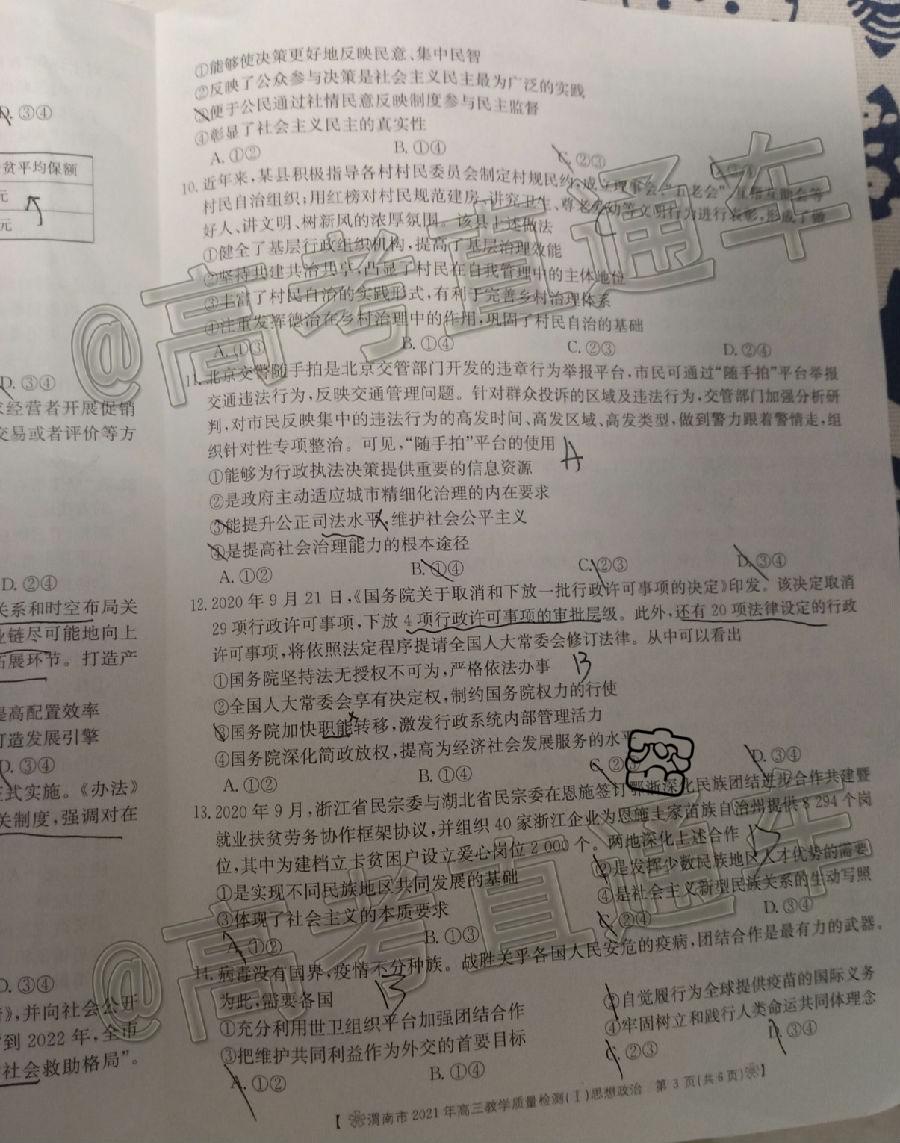 ①能够使决策更好地反映民意、集中民智
②反映了公众参与决策是社会主义民主最为广泛的实践
③便于公民通过社情民意反映制度参与民主监督
④彰显了社会主义民主的真实性
A. ①② B. ①④ C. ②③
10. 近年来,某县积极指导各村村民委员会制定村规民约,成立理事会
村民自治组织;用红榜对村民规范建房、讲究卫生、尊老爱幼等文明行为进行表彰,形成了
好人、讲文明、树新风的浓厚氛围。该县上述做法
①健全了基层行政组织机构,提高了基层治理效能
②坚持共建共治共享,凸显了村民在自我管理中的主体地位
③丰富了村民自治的实践形式,有利于完善乡村治理体系
④注重发挥德治在乡村治理中的作用,巩固了村民自治的基础
A. ①③ B. ①④ C. ②③ D. ②④
11. 北京交警随手拍是北京交管部门开发的违章行为举报平台,市民可通过“随手拍”平台举报
交通违法行为,反映交通管理问题。针对群众投诉的区域及违法行为,交管部门加强分析研
判,对市民反映集中的违法行为的高发时间、高发区域、高发类型,做到警力跟着警情走,组
织针对性专项整治。可见,“随手拍”平台的使用 A
①能够为行政执法决策提供重要的信息资源
②是政府主动适应城市精细化治理的内在要求
③能提升公正司法水平,维护社会公平正义
④是提高社会治理能力的根本途径
A. ①② B. ①④ C. ②③ D. ③④
12. 2020 年 9 月 21 日,《国务院关于取消和下放一批行政许可事项的决定》印发。该决定取消
29 项行政许可事项,下放 4 项行政许可事项的审批层级。此外,还有 20 项法律设定的行政
许可事项,将依照法定程序提请全国人大常委会修订法律。从中可以看出
①国务院坚持法无授权不可为,严格依法办事 B
②全国人大常委会享有决定权,制约国务院权力的行使
③国务院加快职能转移,激发行政系统内部管理活力
④国务院深化简政放权,提高为经济社会发展服务的水平
A. ①② B. ①④ C. ②③ D. ③④
13. 2020 年 9 月,浙江省民宗委与湖北省民宗委在恩施签订鄂浙深化民族团结进步合作共建暨
就业扶贫劳务协作框架协议,并组织 40 家浙江企业为恩施土家苗族自治州提供 8 294 个岗
位,其中为建档立卡贫困户设立爱心岗位 2 000 个。两地深化上述合作 B
①是实现不同民族地区共同发展的基础 ②是发挥少数民族地区人才优势的需要
③体现了社会主义的本质要求 ④是社会主义新型民族关系的生动写照
A. ①② B. ①③ C. ②④ D. ③④
14. 病毒没有国界,疫情不分种族。战胜关乎各国人民安危的疫病,团结合作是最有力的武器。
为此,需要各国 B
①充分利用世卫组织平台加强团结合作 ②自觉履行为全球提供疫苗的国际义务
③把维护共同利益作为外交的首要目标 ④牢固树立和践行人类命运共同体理念
A. ①② B. ①④ C. ②③ D. ③④
【渭南市 2021 年高三教学质量检测(Ⅰ)思想政治 第 3 页(共 6 页)】
③④
贫平均保额
元
元
D. ③④
求经营者开展促销
交易或者评价等方
D. ②④
关系和时空布局关
业链尽可能地向上
拓展环节。打造产
提高配置效率
打造发展引擎
D. ③④
正式实施。《办法》
关制度,强调对在
D. ③④
》,并向社会公开
到 2022 年,全市
社会救助格局”。
@高考直通车
@高考直通车